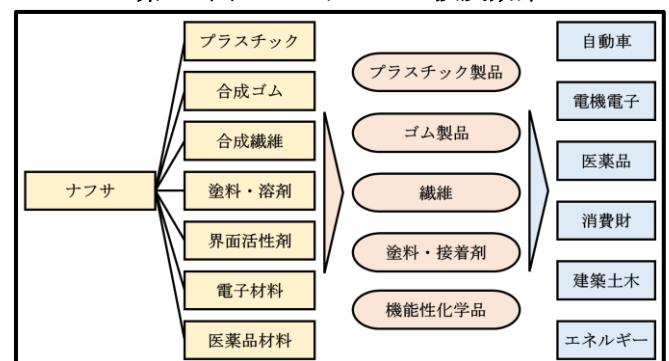 プラスチック
合成ゴム
合成繊維
ナフサ
塗料・溶剤
界面活性剤
電子材料
医薬品材料
プラスチック製品
ゴム製品
繊維
塗料・接着剤
機能性化学品
自動車
電機電子
医薬品
消費財
建築土木
エネルギー